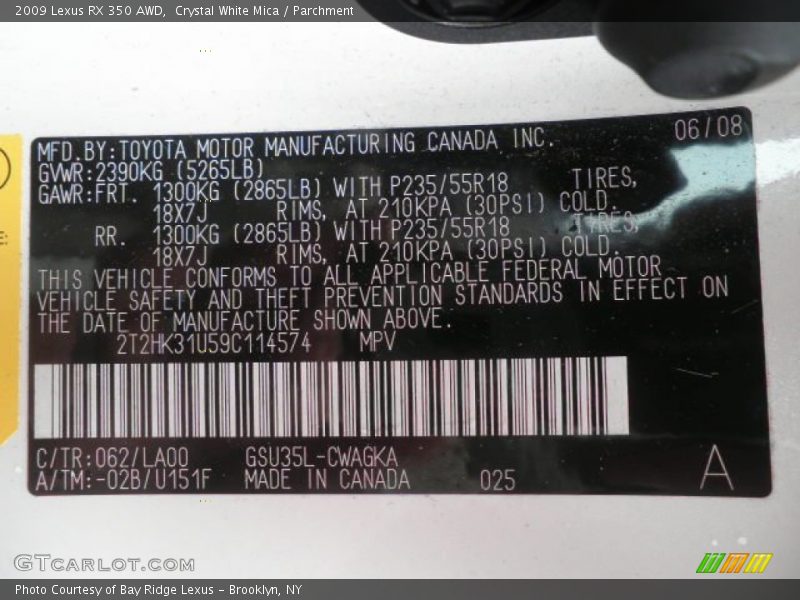 2009 Lexus RX 350 AWD,  Crystal White Mica / Parchment
MFD.BY:TOYOTA MOTOR MANUFACTURING CANADA INC. 06/08
GVWR:2390KG (5265LB)
GAWR:FRT. 1300KG (2865LB) WITH P235/55R18 TIRES,
18X7J RIMS, AT 210KPA (30PSI) COLD.
RR. 1300KG (2865LB) WITH P235/55R18 TIRES,
18X7J RIMS, AT 210KPA (30PSI) COLD.
THIS VEHICLE CONFORMS TO ALL APPLICABLE FEDERAL MOTOR
VEHICLE SAFETY AND THEFT PREVENTION STANDARDS IN EFFECT ON
THE DATE OF MANUFACTURE SHOWN ABOVE.
2T2HK31U59C114574 MPV
C/TR:062/LA00 GSU35L-CWAGKA
A/TM:-02B/U151F MADE IN CANADA 025 A
GTCARLOT.COM
Photo Courtesy of Bay Ridge Lexus - Brooklyn, NY